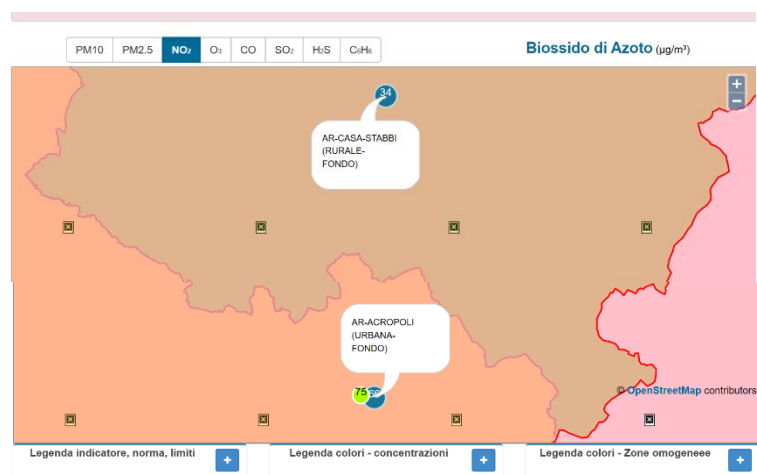 PM10 PM2.5 NO₂ O₃ CO SO₂ H₂S C₆H₆
Biossido di Azoto (µg/m³)
+
−
34
AR-CASA-STABBI
(RURALE-
FONDO)
AR-ACROPOLI
(URBANA-
FONDO)
75
© OpenStreetMap contributors
Legenda indicatore, norma, limiti +
Legenda colori - concentrazioni +
Legenda colori - Zone omogeneee +